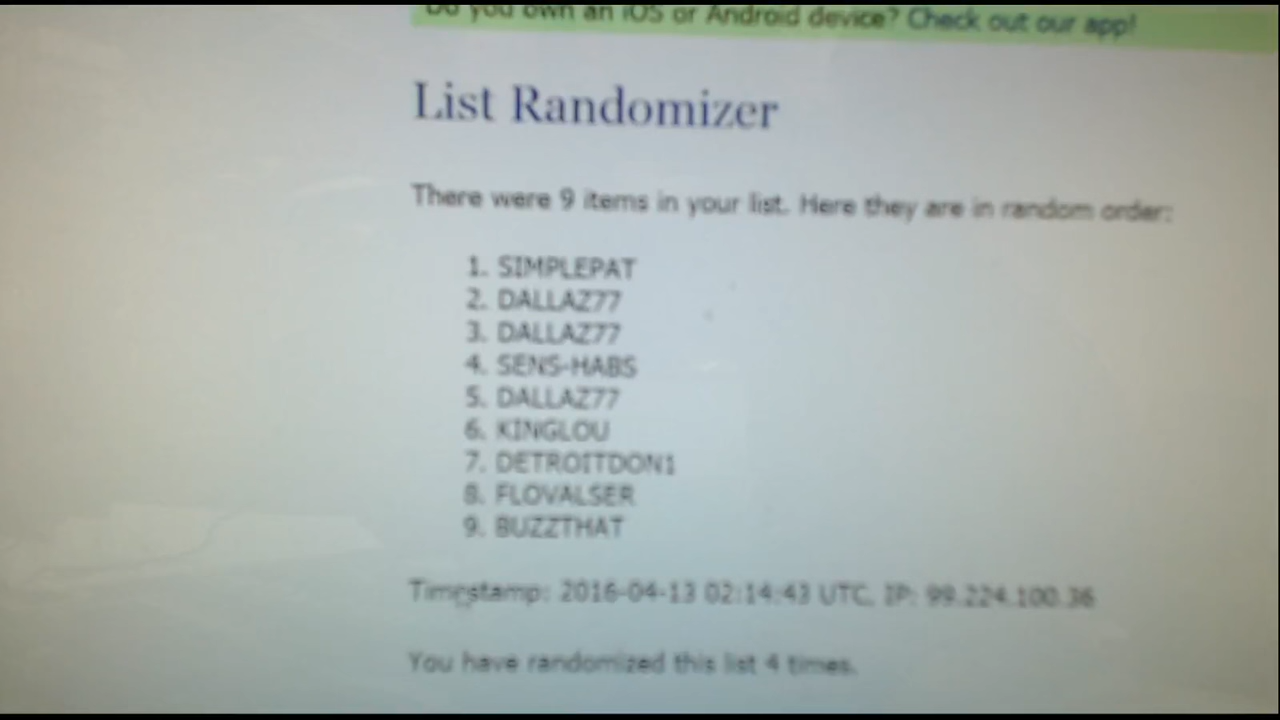 Do you own an iOS or Android device? Check out our app!
List Randomizer
There were 9 items in your list. Here they are in random order:
1. SIMPLEPAT
2. DALLAZ77
3. DALLAZ77
4. SENS-HABS
5. DALLAZ77
6. KINGLOU
7. DETROITDON1
8. FLOVALSER
9. BUZZTHAT
Timestamp: 2016-04-13 02:14:43 UTC, IP: 99.224.100.36
You have randomized this list 4 times.